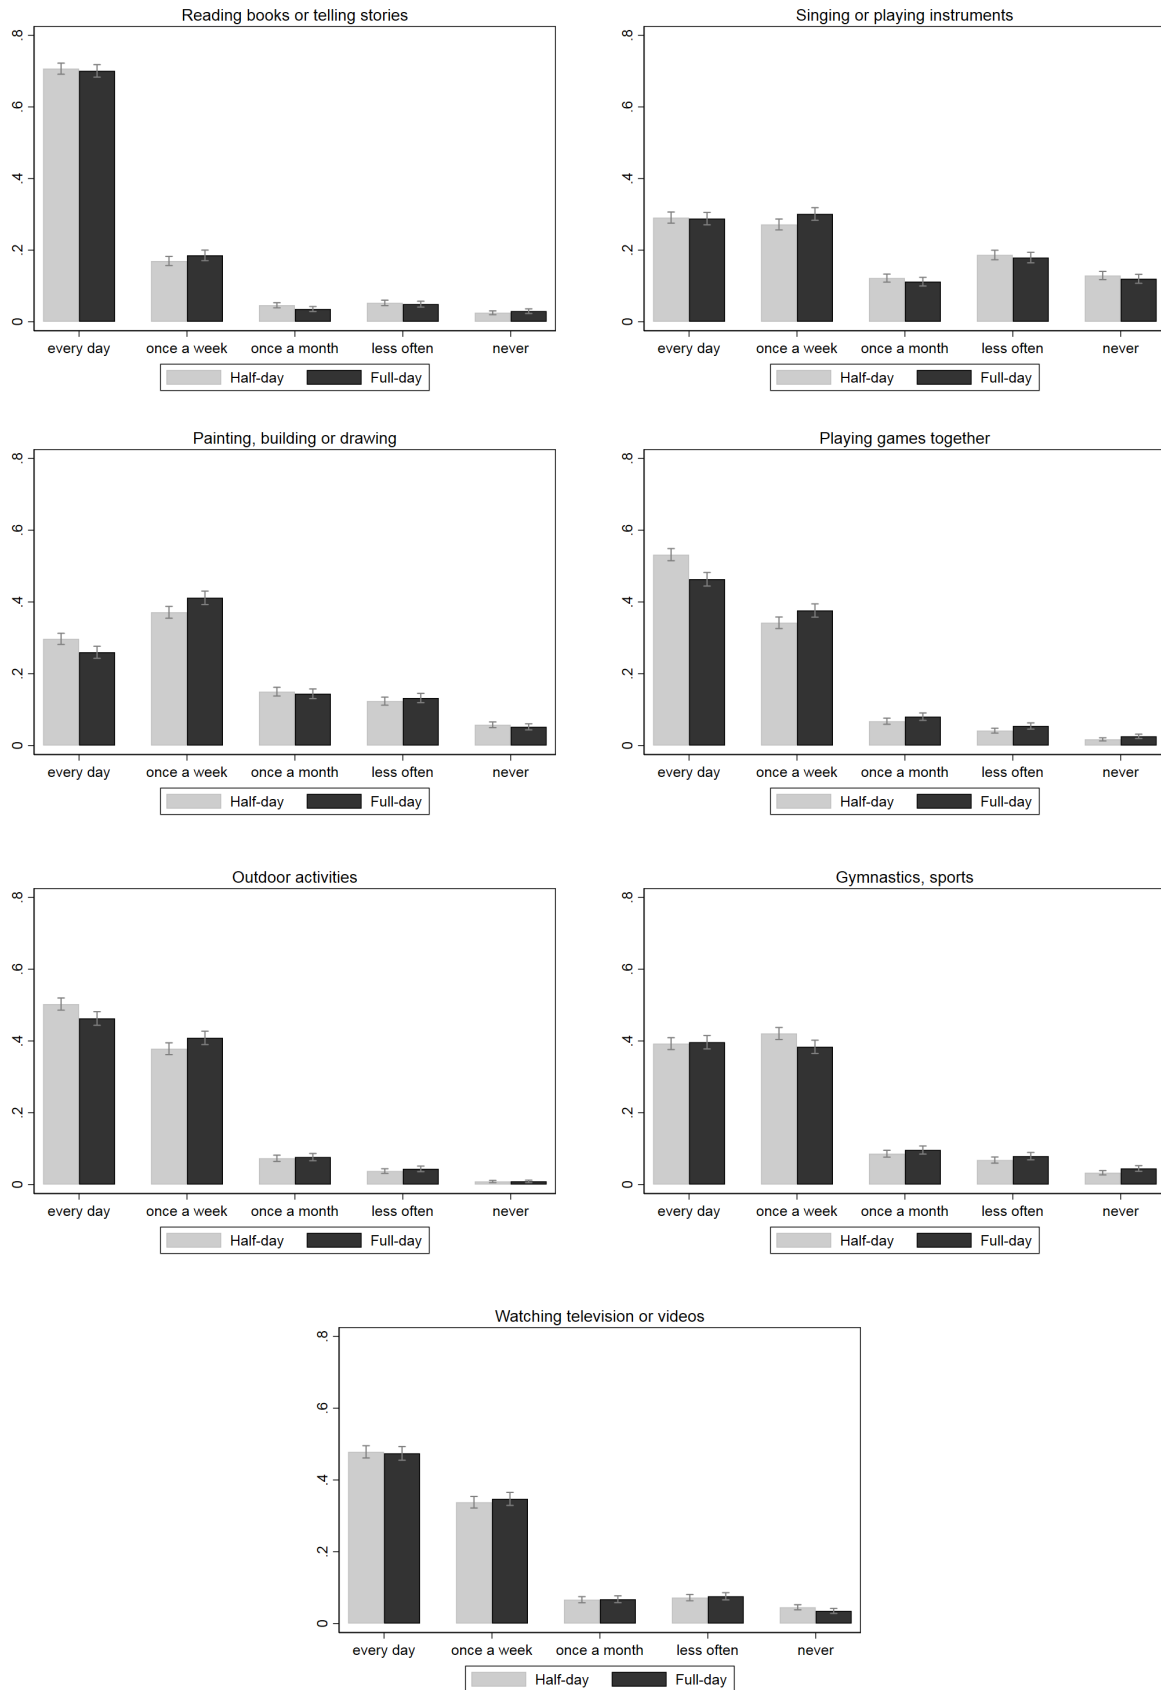 Reading books or telling stories
.8
.6
.4
.2
0
every day once a week once a month less often never
Half-day Full-day
Singing or playing instruments
.8
.6
.4
.2
0
every day once a week once a month less often never
Half-day Full-day
Painting, building or drawing
.8
.6
.4
.2
0
every day once a week once a month less often never
Half-day Full-day
Playing games together
.8
.6
.4
.2
0
every day once a week once a month less often never
Half-day Full-day
Outdoor activities
.8
.6
.4
.2
0
every day once a week once a month less often never
Half-day Full-day
Gymnastics, sports
.8
.6
.4
.2
0
every day once a week once a month less often never
Half-day Full-day
Watching television or videos
.8
.6
.4
.2
0
every day once a week once a month less often never
Half-day Full-day